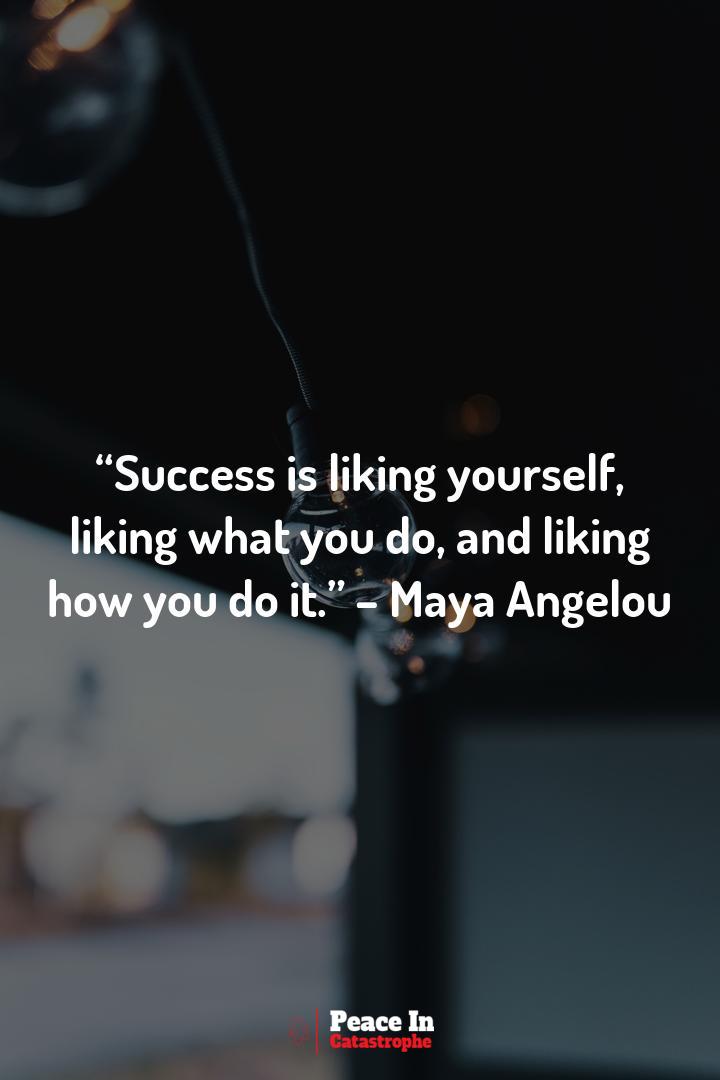 “Success is liking yourself,
liking what you do, and liking
how you do it.” – Maya Angelou
Peace In
Catastrophe